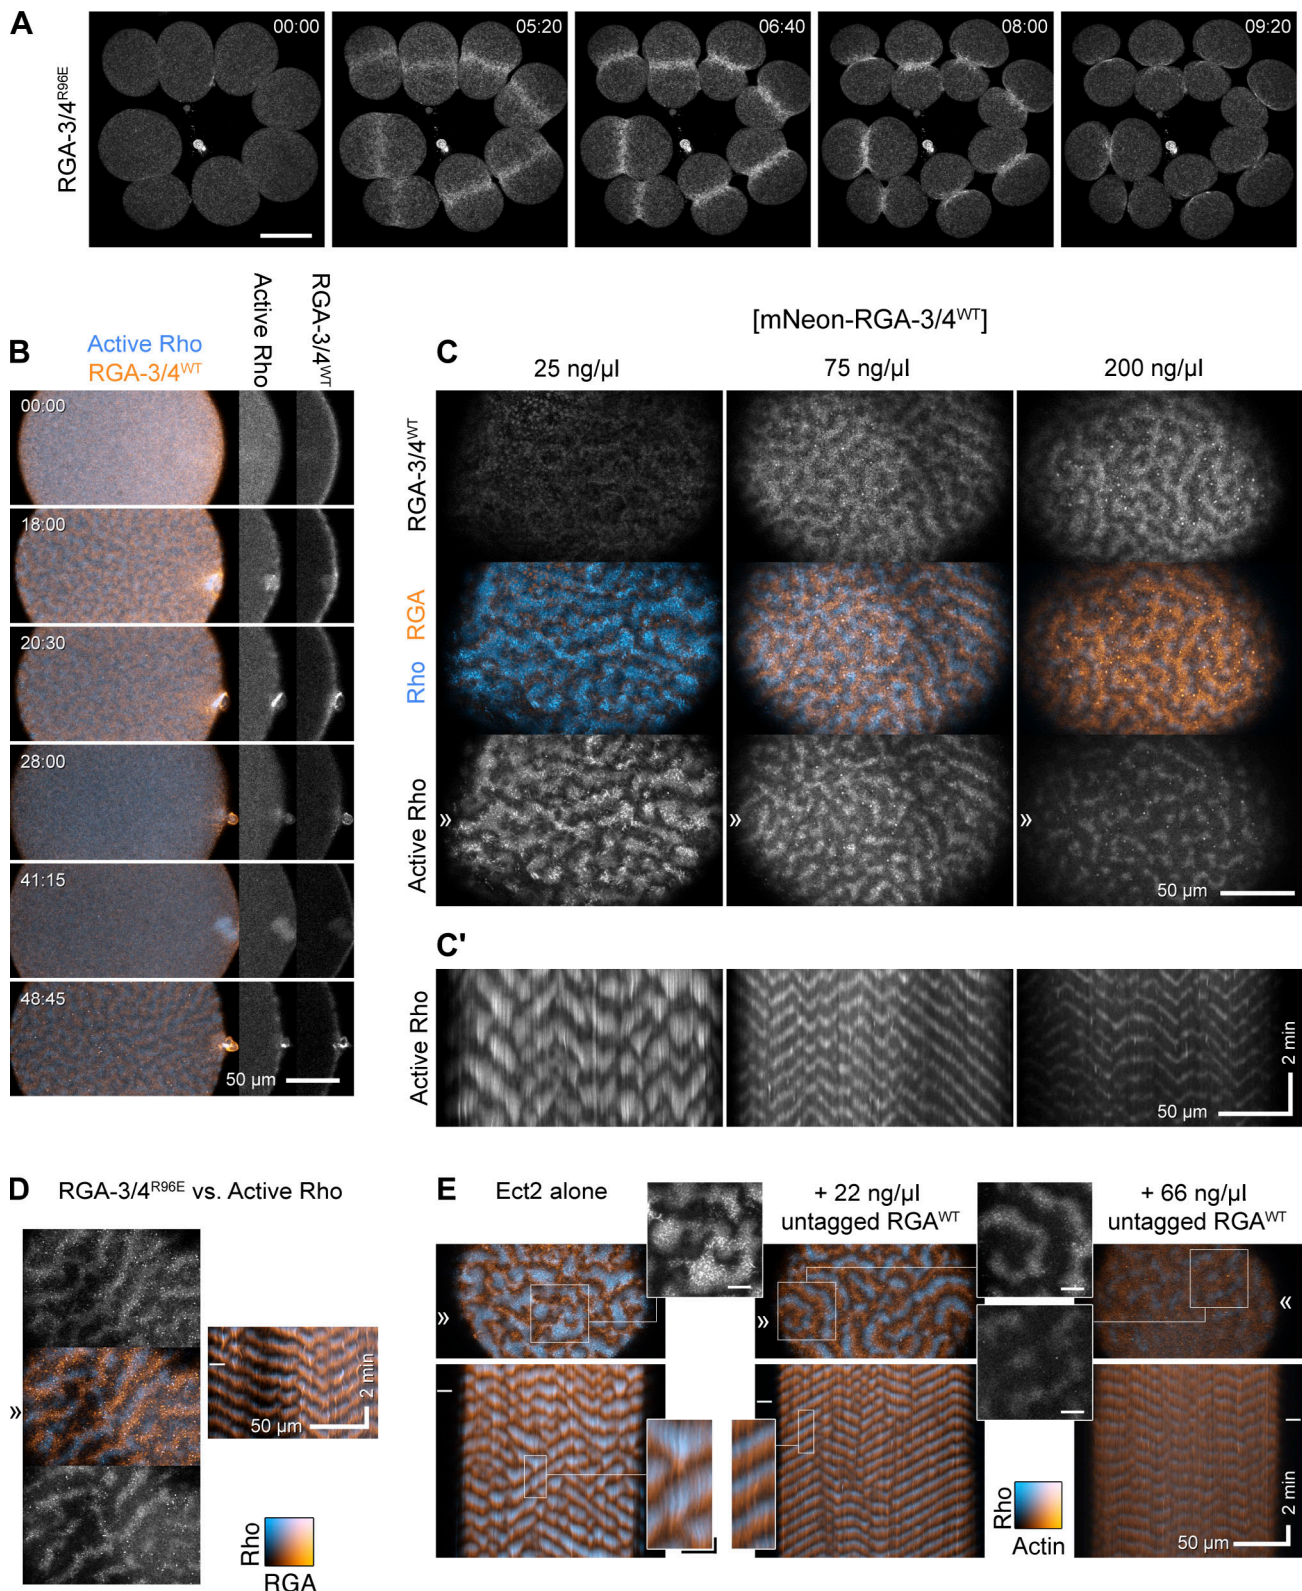 A
RGA-3/4R96E
00:00
05:20
06:40
08:00
09:20
B
Active Rho
RGA-3/4WT
Active Rho
RGA-3/4WT
00:00
18:00
20:30
28:00
41:15
48:45
50 µm
C
[mNeon-RGA-3/4WT]
25 ng/µl
75 ng/µl
200 ng/µl
RGA-3/4WT
Rho RGA
Active Rho
»
»
»
50 µm
C'
Active Rho
2 min
50 µm
D
RGA-3/4R96E vs. Active Rho
»
2 min
50 µm
Rho
RGA
E
Ect2 alone
+ 22 ng/µl
untagged RGAWT
+ 66 ng/µl
untagged RGAWT
»
»
«
Rho
Actin
2 min
50 µm